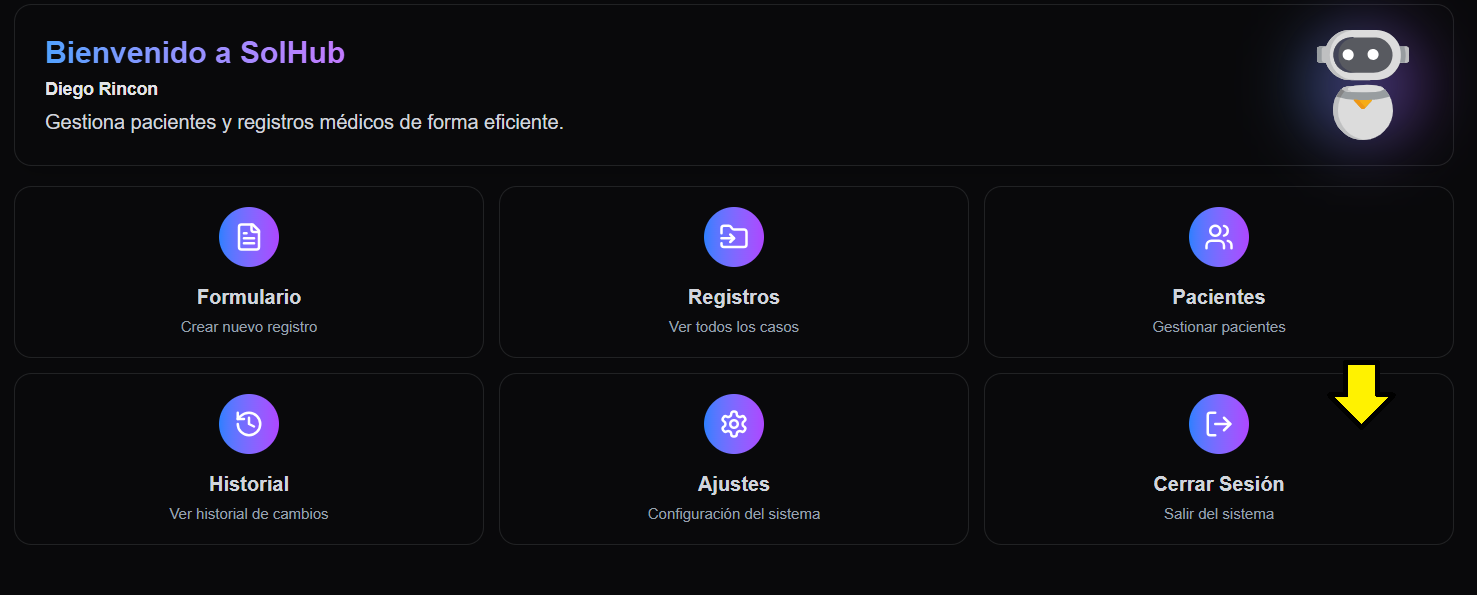 Bienvenido a SolHub
Diego Rincon
Gestiona pacientes y registros médicos de forma eficiente.
Formulario
Crear nuevo registro
Registros
Ver todos los casos
Pacientes
Gestionar pacientes
Historial
Ver historial de cambios
Ajustes
Configuración del sistema
Cerrar Sesión
Salir del sistema